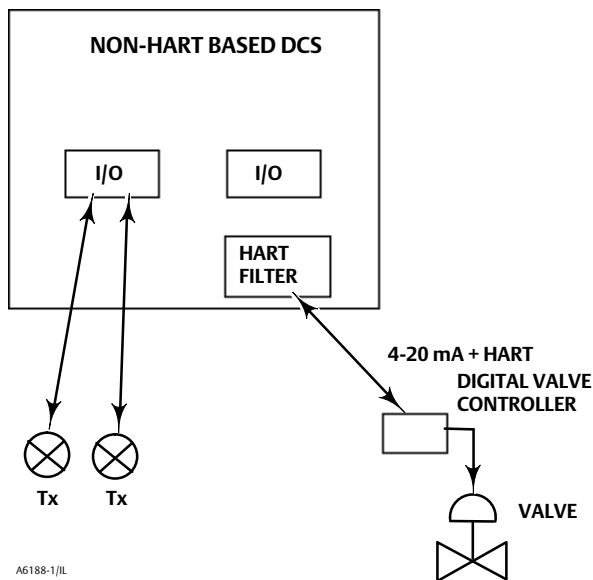 NON-HART BASED DCS
I/O
I/O
HART
FILTER
4-20 mA + HART
DIGITAL VALVE
CONTROLLER
Tx
Tx
VALVE
A6188-1/IL